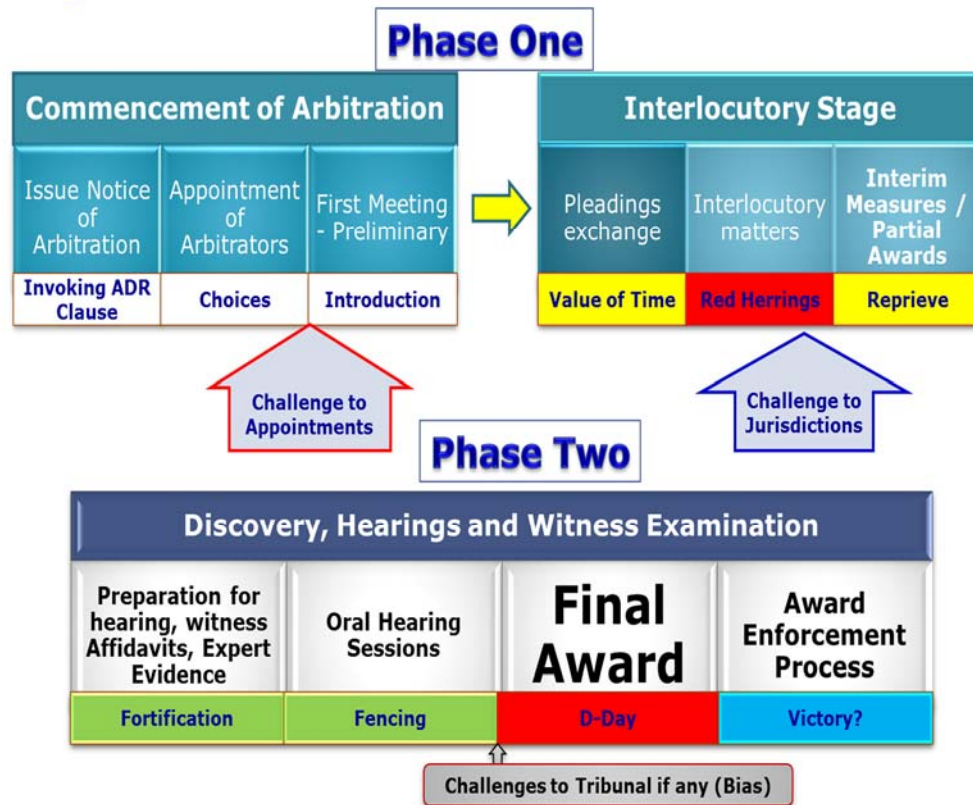 Phase One
Commencement of Arbitration
Issue Notice
of
Arbitration
Appointment
of
Arbitrators
First Meeting
- Preliminary
Invoking ADR
Clause
Choices
Introduction
Interlocutory Stage
Pleadings
exchange
Interlocutory
matters
Interim
Measures /
Partial
Awards
Value of Time
Red Herrings
Reprieve
Challenge to
Appointments
Challenge to
Jurisdictions
Phase Two
Discovery, Hearings and Witness Examination
Preparation for
hearing, witness
Affidavits, Expert
Evidence
Oral Hearing
Sessions
Final
Award
Award
Enforcement
Process
Fortification
Fencing
D-Day
Victory?
Challenges to Tribunal if any (Bias)